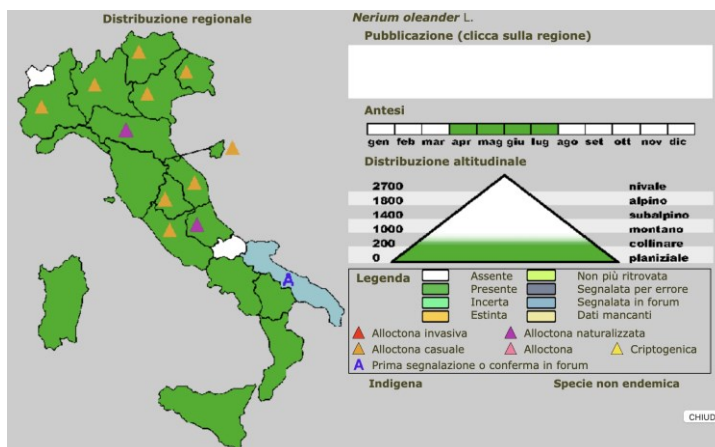 Distribuzione regionale
Nerium oleander L.
Pubblicazione (clicca sulla regione)
Antesi
gen feb mar apr mag giu lug ago set ott nov dic
Distribuzione altitudinale
2700 nivale
1800 alpino
1400 subalpino
1000 montano
200 collinare
0 planiziale
Legenda
Assente Non più ritrovata
Presente Segnalata per errore
Incerta Segnalata in forum
Estinta Dati mancanti
Alloctona invasiva Alloctona naturalizzata
Alloctona casuale Alloctona Criptogenica
A Prima segnalazione o conferma in forum
A
Indigena Specie non endemica
CHIUD